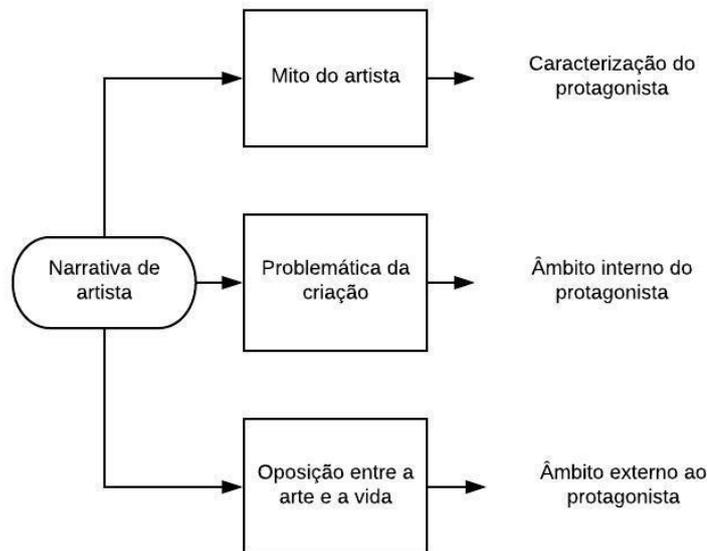 Mito do artista
Caracterização do
protagonista
Narrativa de
artista
Problemática da
criação
Âmbito interno do
protagonista
Oposição entre a
arte e a vida
Âmbito externo ao
protagonista